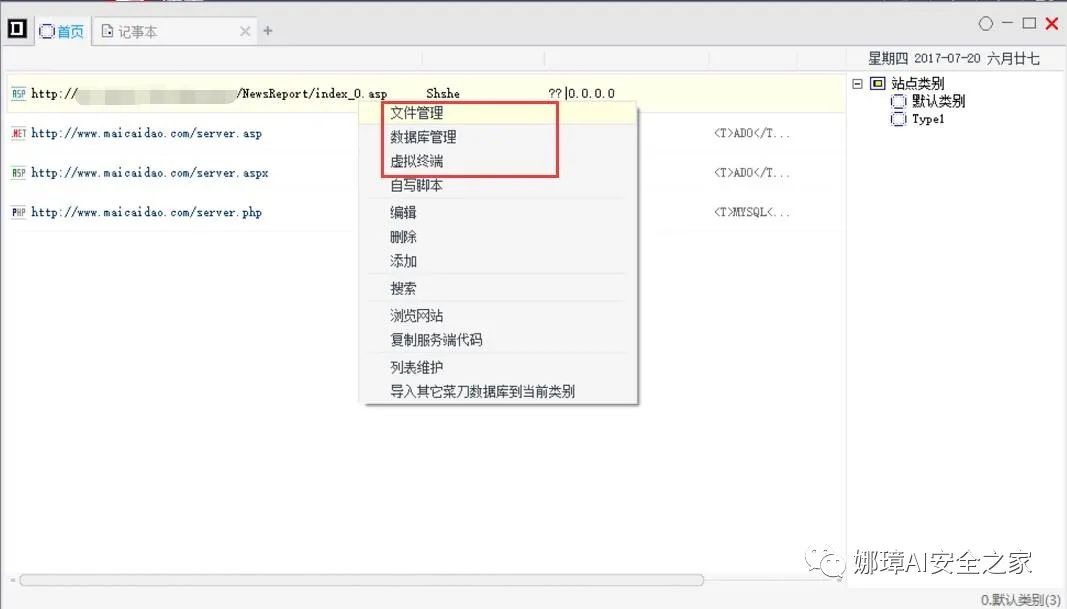 首页 记事本
星期四 2017-07-20 六月廿七
ASP http:// /NewsReport/index_0.asp Shshe ??|0.0.0.0
站点类别
默认类别
Type1
文件管理
.NET http://www.maicaidao.com/server.asp <T>ADO</T...
数据库管理
虚拟终端
ASP http://www.maicaidao.com/server.aspx <T>ADO</T...
自写脚本
PHP http://www.maicaidao.com/server.php <T>MYSQL<...
编辑
删除
添加
搜索
浏览网站
复制服务端代码
列表维护
导入其它菜刀数据库到当前类别
娜璋AI安全之家
0.默认类别(3)